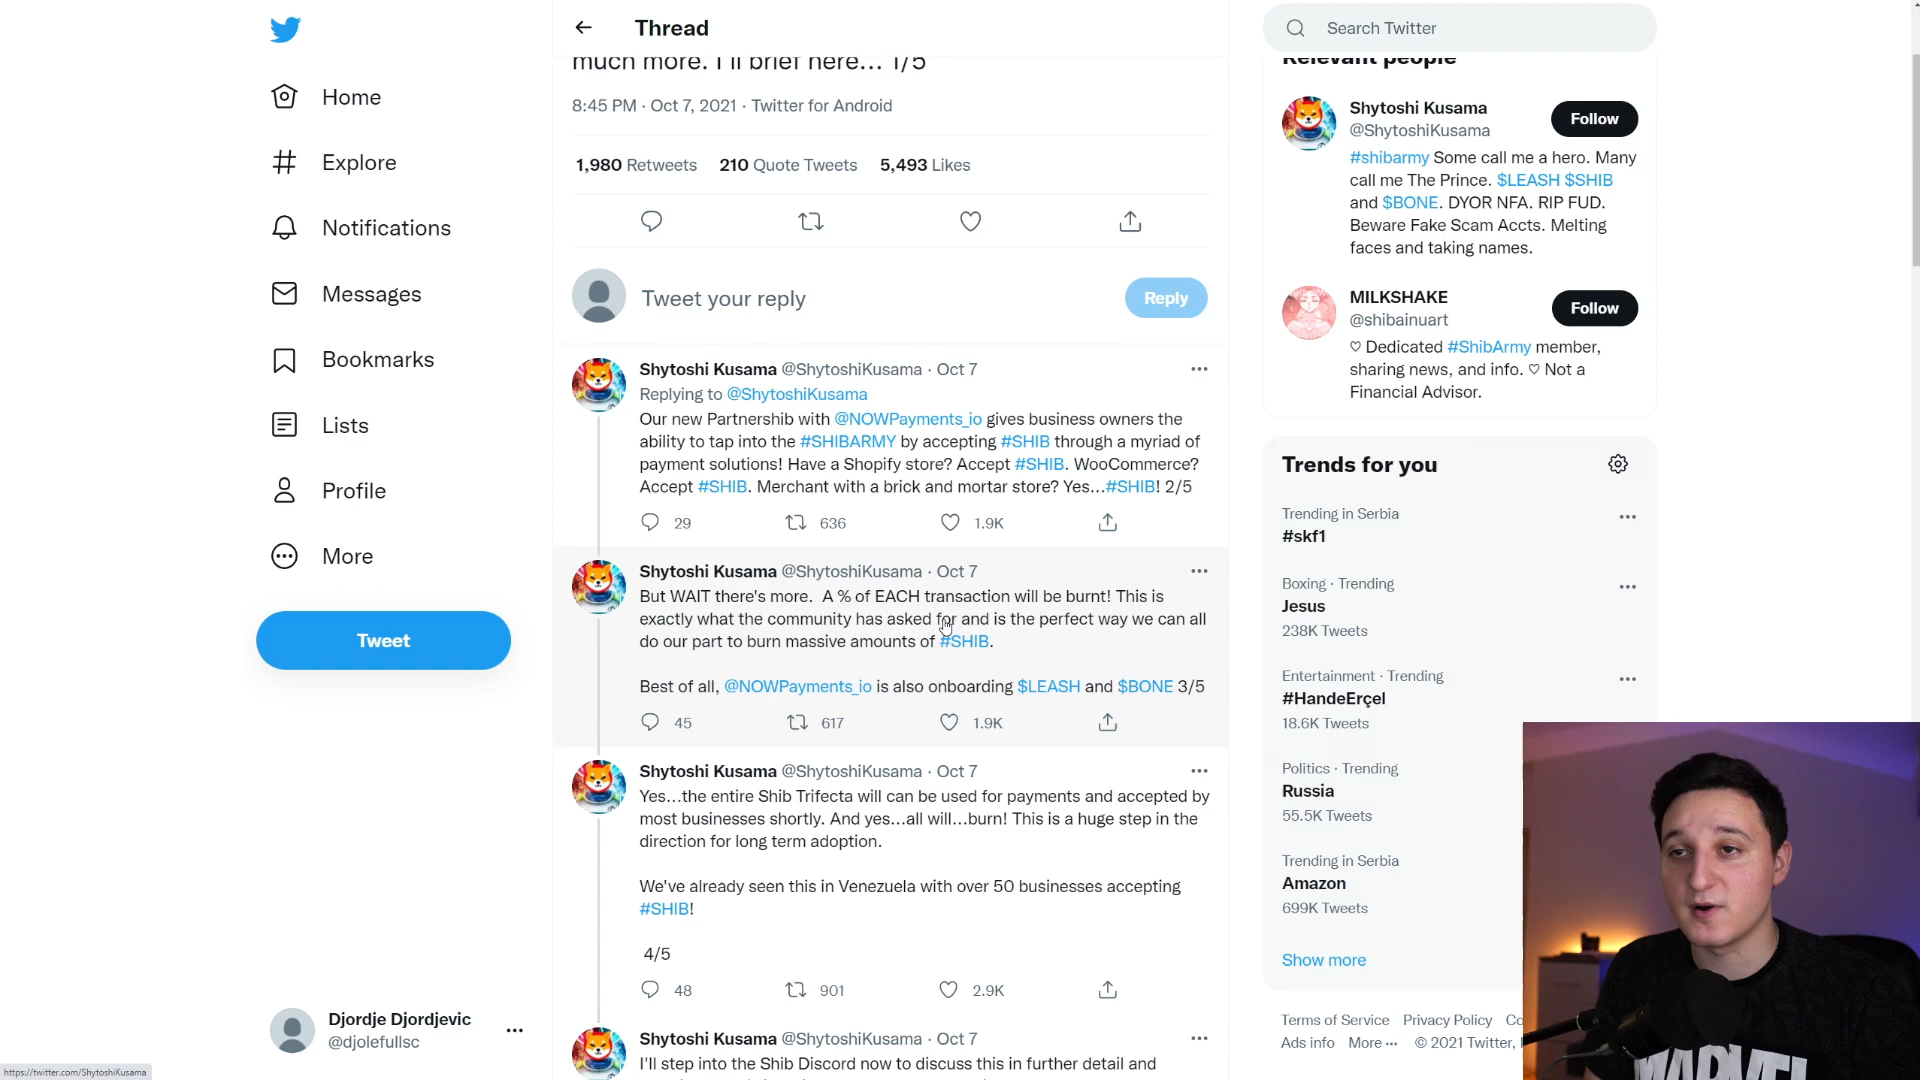 Home
Explore
Notifications
Messages
Bookmarks
Lists
Profile
More
Tweet
Djordje Djordjevic
@djolefullsc
https://twitter.com/ShytoshiKusama
Thread
much more. I'll brief here... 1/5
8:45 PM · Oct 7, 2021 · Twitter for Android
1,980 Retweets 210 Quote Tweets 5,493 Likes
Tweet your reply
Reply
Shytoshi Kusama @ShytoshiKusama · Oct 7
Replying to @ShytoshiKusama
Our new Partnershib with @NOWPayments_io gives business owners the
ability to tap into the #SHIBARMY by accepting #SHIB through a myriad of
payment solutions! Have a Shopify store? Accept #SHIB. WooCommerce?
Accept #SHIB. Merchant with a brick and mortar store? Yes...#SHIB! 2/5
29 636 1.9K
Shytoshi Kusama @ShytoshiKusama · Oct 7
But WAIT there's more. A % of EACH transaction will be burnt! This is
exactly what the community has asked for and is the perfect way we can all
do our part to burn massive amounts of #SHIB.
Best of all, @NOWPayments_io is also onboarding $LEASH and $BONE 3/5
45 617 1.9K
Shytoshi Kusama @ShytoshiKusama · Oct 7
Yes...the entire Shib Trifecta will can be used for payments and accepted by
most businesses shortly. And yes...all will...burn! This is a huge step in the
direction for long term adoption.
We've already seen this in Venezuela with over 50 businesses accepting
#SHIB!
4/5
48 901 2.9K
Shytoshi Kusama @ShytoshiKusama · Oct 7
I'll step into the Shib Discord now to discuss this in further detail and
Search Twitter
Relevant people
Shytoshi Kusama
@ShytoshiKusama
Follow
#shibarmy Some call me a hero. Many
call me The Prince. $LEASH $SHIB
and $BONE. DYOR NFA. RIP FUD.
Beware Fake Scam Accts. Melting
faces and taking names.
MILKSHAKE
@shibainuart
Follow
♡ Dedicated #ShibArmy member,
sharing news, and info. ♡ Not a
Financial Advisor.
Trends for you
Trending in Serbia
#skf1
Boxing · Trending
Jesus
238K Tweets
Entertainment · Trending
#HandeErçel
18.6K Tweets
Politics · Trending
Russia
55.5K Tweets
Trending in Serbia
Amazon
699K Tweets
Show more
Terms of Service Privacy Policy Co
Ads info More ··· © 2021 Twitter,
MARVEL